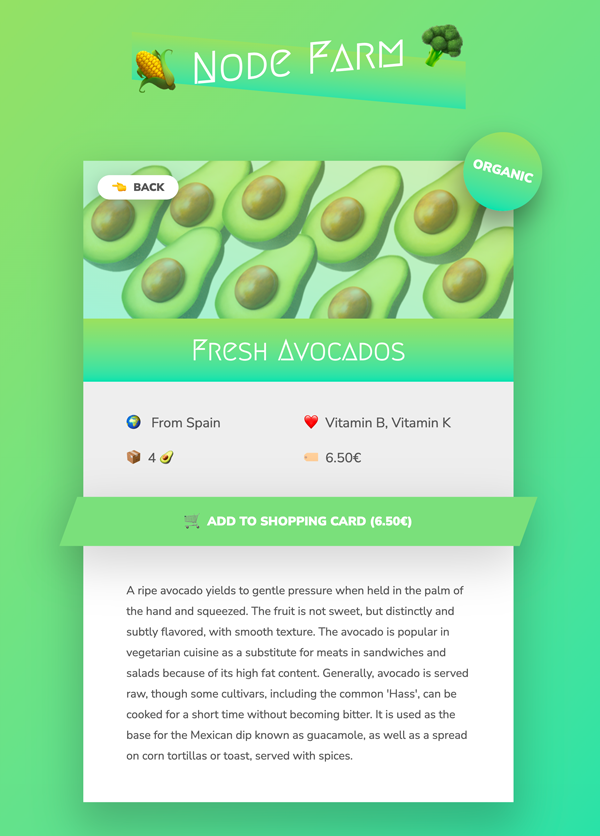 Node Farm
BACK
ORGANIC
Fresh Avocados
From Spain
Vitamin B, Vitamin K
4
6.50€
ADD TO SHOPPING CARD (6.50€)
A ripe avocado yields to gentle pressure when held in the palm of
the hand and squeezed. The fruit is not sweet, but distinctly and
subtly flavored, with smooth texture. The avocado is popular in
vegetarian cuisine as a substitute for meats in sandwiches and
salads because of its high fat content. Generally, avocado is served
raw, though some cultivars, including the common 'Hass', can be
cooked for a short time without becoming bitter. It is used as the
base for the Mexican dip known as guacamole, as well as a spread
on corn tortillas or toast, served with spices.